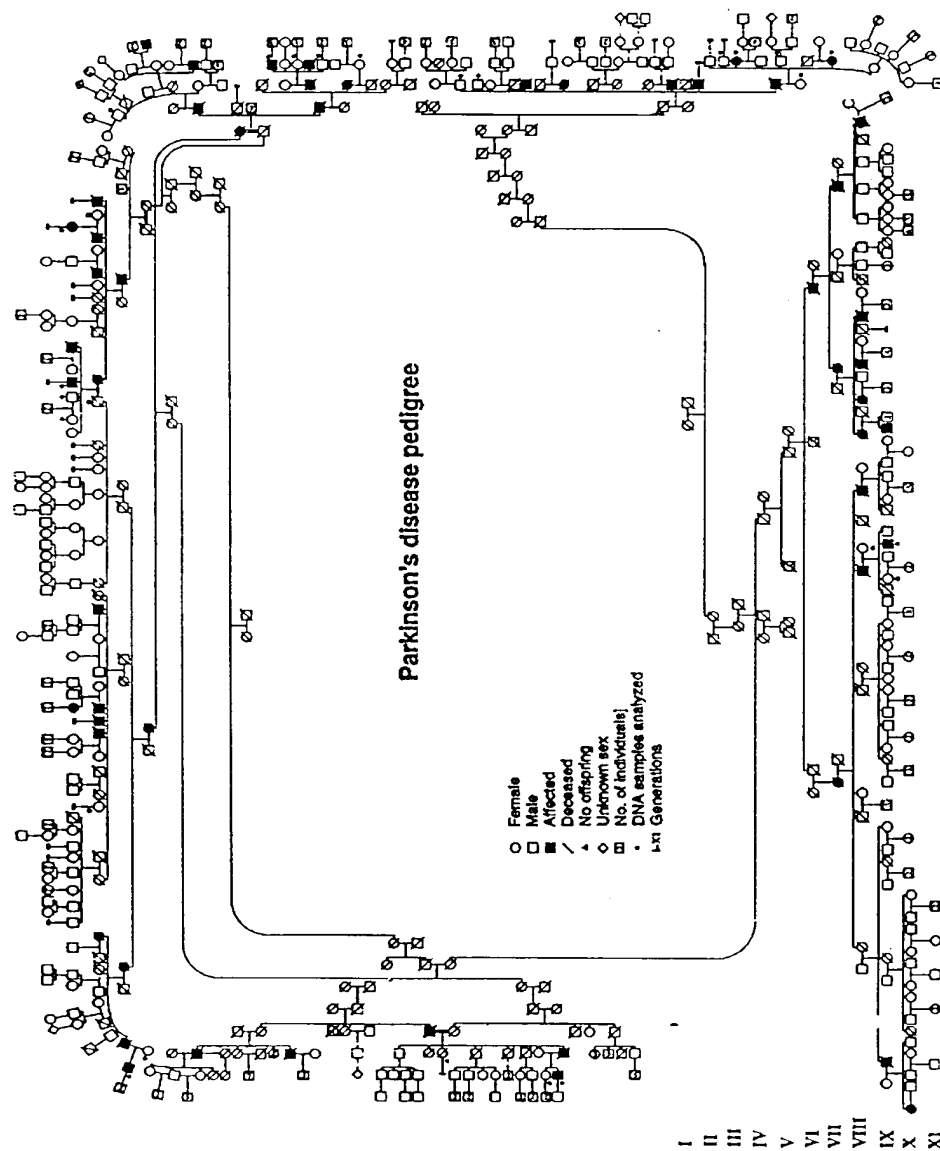 Parkinson's disease pedigree
Female
Male
Affected
Deceased
No offspring
Unknown sex
No. of individuals]
DNA samples analyzed
I-XI Generations
I
II
III
IV
V
VI
VII
VIII
IX
X
XI